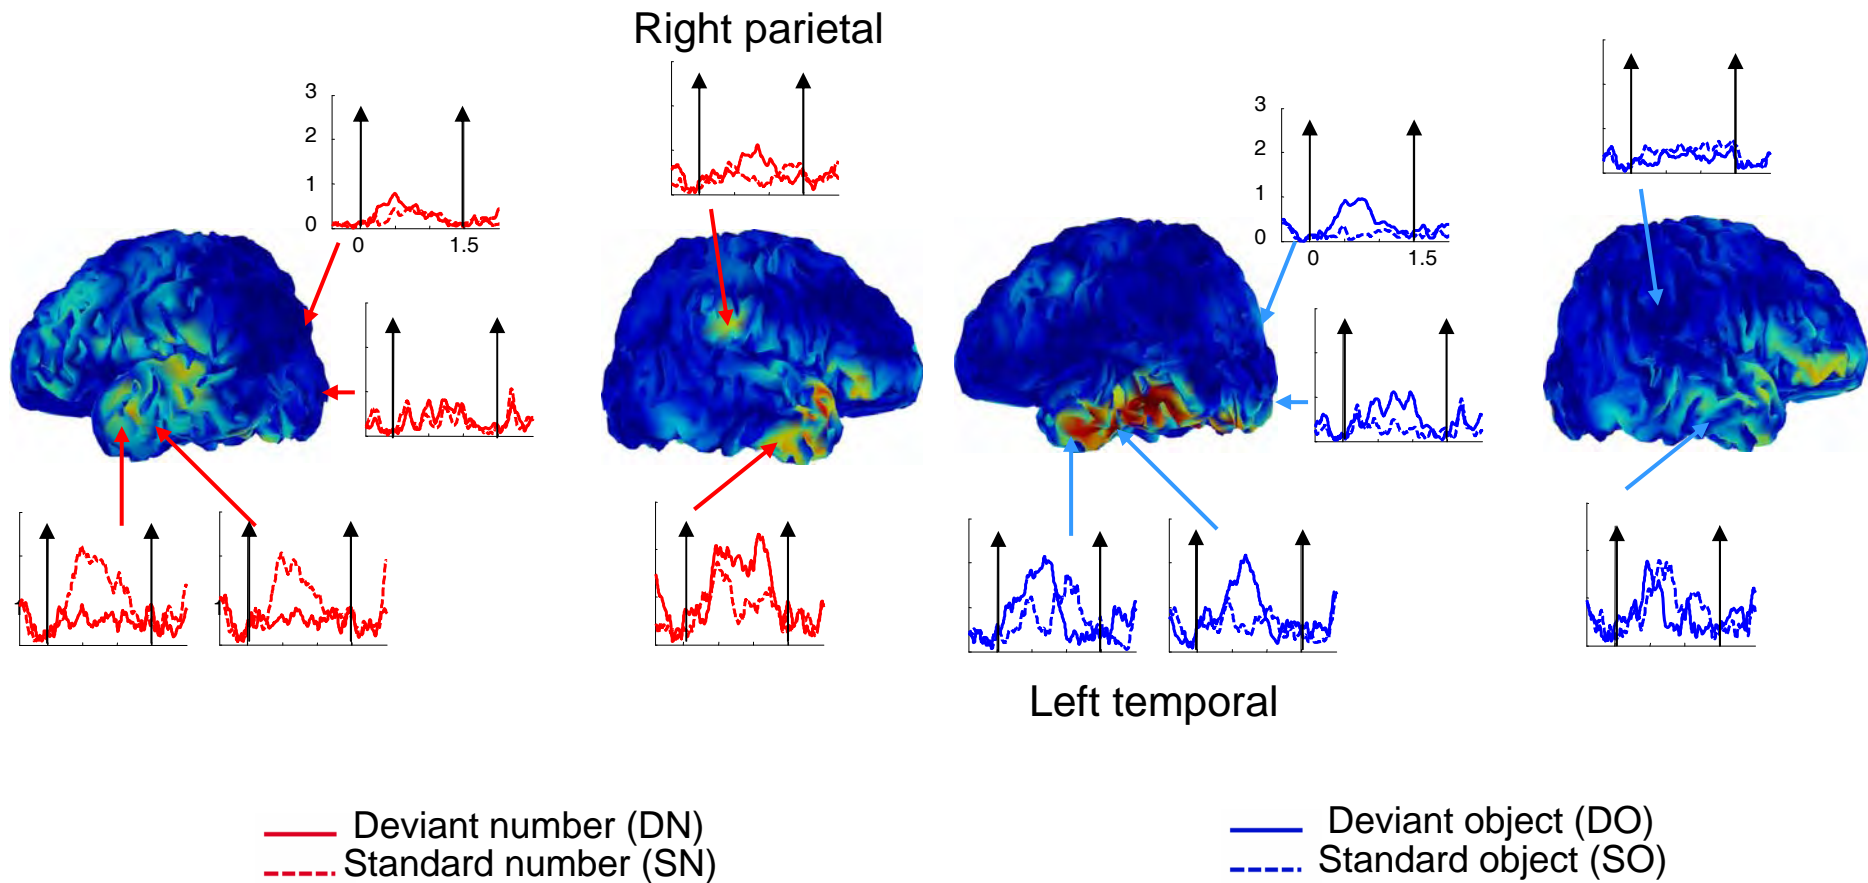 Right parietal
3
2
1
0
0 1.5
3
2
1
0
0 1.5
Left temporal
Deviant number (DN)
Standard number (SN)
Deviant object (DO)
Standard object (SO)